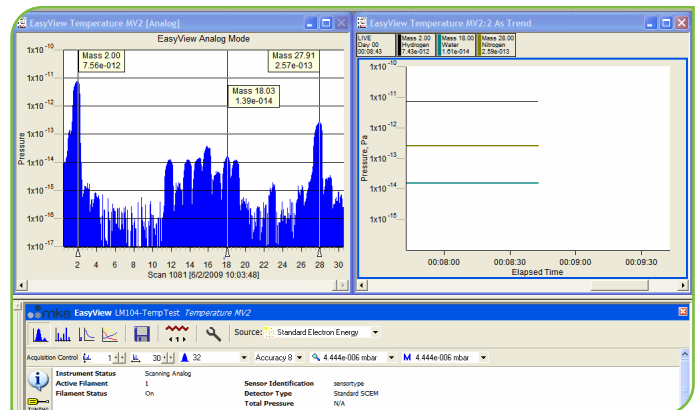 EasyView Temperature MV2 [Analog]
EasyView Analog Mode
Mass 2.00
7.56e-012
Mass 27.91
2.57e-013
Mass 18.03
1.39e-014
Pressure
1x10 -10
1x10 -11
1x10 -12
1x10 -13
1x10 -14
1x10 -15
1x10 -16
1x10 -17
2 4 6 8 10 12 14 16 18 20 22 24 26 28 30
Scan 1081 [6/2/2009 10:03:48]
EasyView Temperature MV2:2 As Trend
LIVE
Day 00
00:08:43
Mass 2.00
Hydrogen
7.43e-012
Mass 18.00
Water
1.61e-014
Mass 28.00
Nitrogen
2.59e-013
Pressure, Pa
1x10 -10
1x10 -11
1x10 -12
1x10 -13
1x10 -14
1x10 -15
00:08:00 00:08:30 00:09:00 00:09:30
Elapsed Time
mks EasyView LM104-TempTest Temperature MV2
Source: Standard Electron Energy
Acquisition Control 1 30 32 Accuracy 8 4.444e-006 mbar M 4.444e-006 mbar
Instrument Status Scanning Analog
Active Filament 1 Sensor Identification sensortype
Filament Status On Detector Type Standard SCEM
Total Pressure N/A